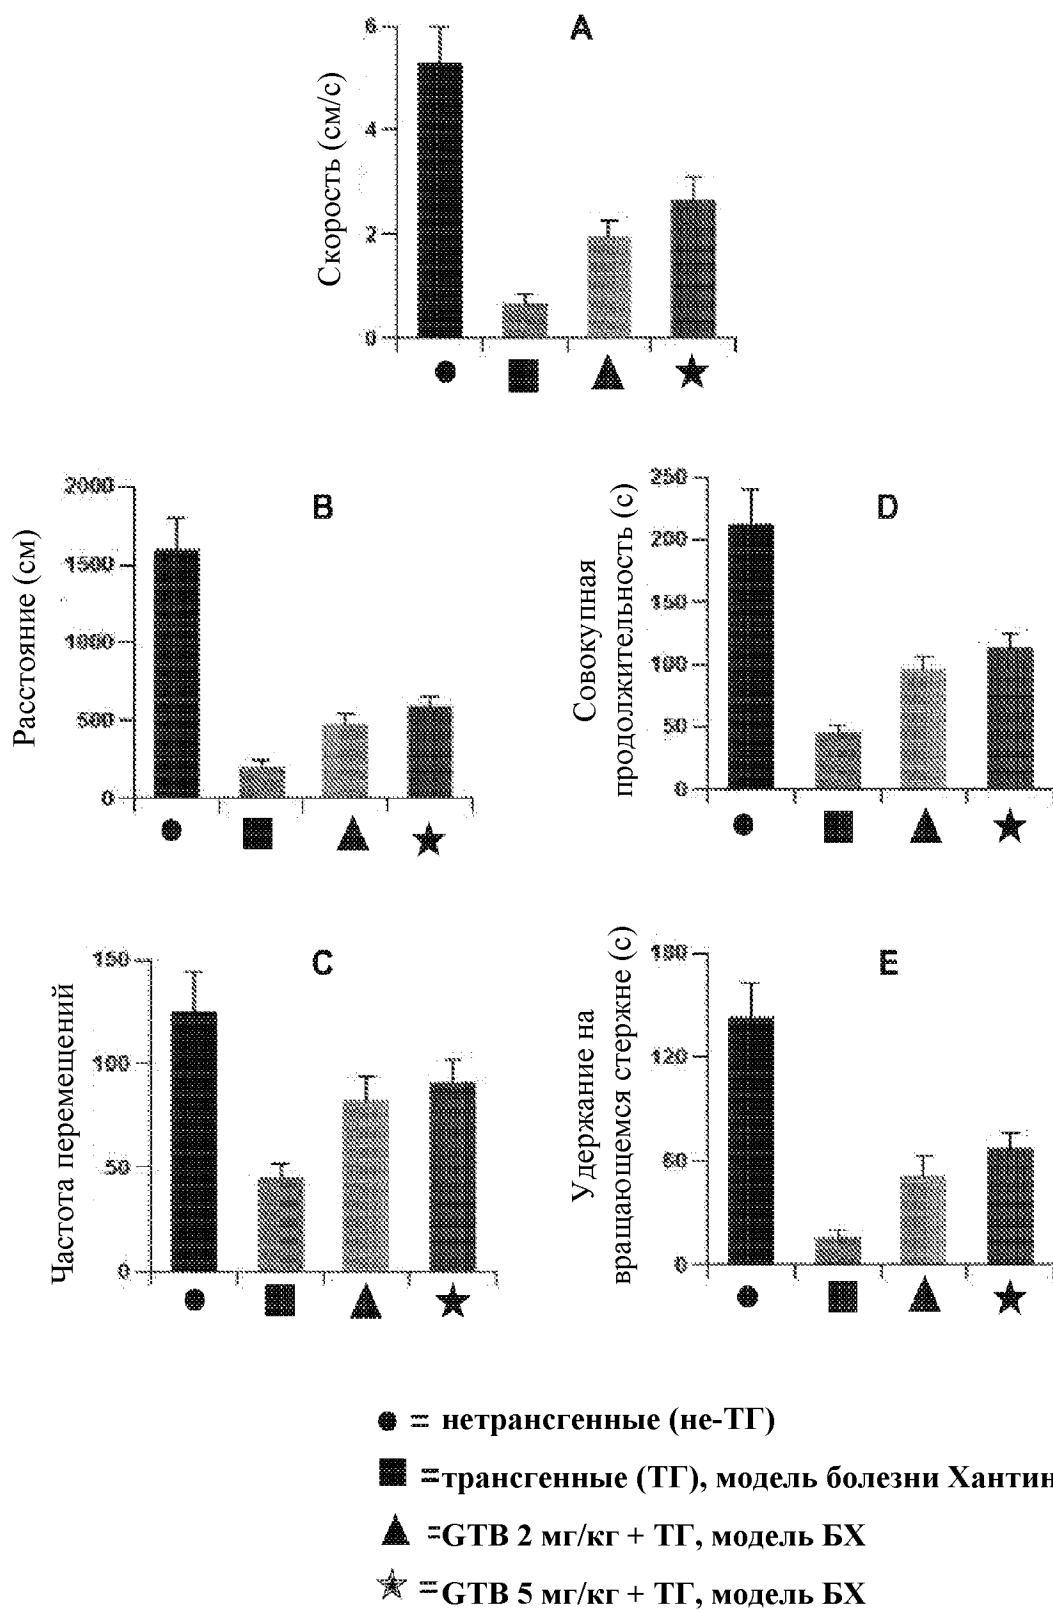 A
Скорость (см/с)
6
4
2
0
B
Расстояние (см)
2000
1500
1000
500
0
D
Совокупная
продолжительность (с)
250
200
150
100
50
0
C
Частота перемещений
150
100
50
0
E
Удержание на
вращающемся стержне (с)
180
120
60
0
= нетрансгенные (не-ТГ)
=трансгенные (ТГ), модель болезни Хантин
=GTB 2 мг/кг + ТГ, модель БХ
=GTB 5 мг/кг + ТГ, модель БХ